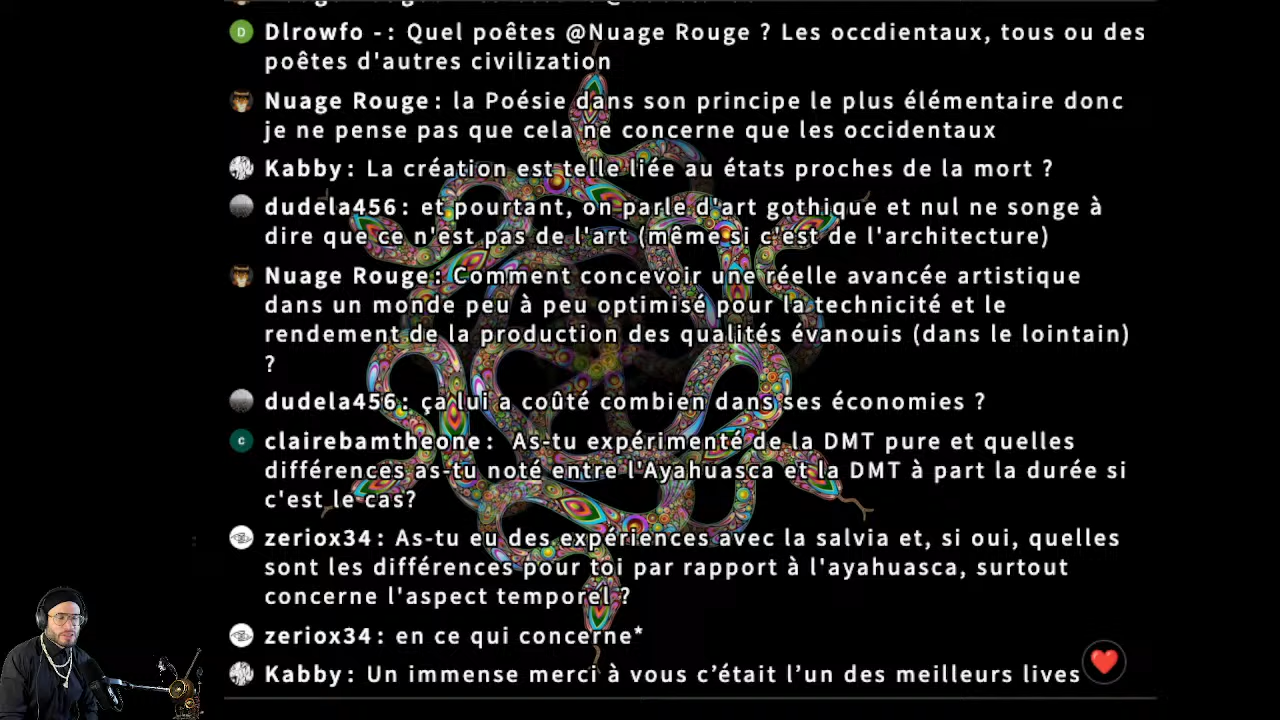 D Dlrowfo - : Quel poêtes @Nuage Rouge ? Les occdientaux, tous ou des
poêtes d'autres civilization
Nuage Rouge : la Poésie dans son principe le plus élémentaire donc
je ne pense pas que cela ne concerne que les occidentaux
Kabby : La création est telle liée au états proches de la mort ?
dudela456 : et pourtant, on parle d'art gothique et nul ne songe à
dire que ce n'est pas de l'art (même si c'est de l'architecture)
Nuage Rouge : Comment concevoir une réelle avancée artistique
dans un monde peu à peu optimisé pour la technicité et le
rendement de la production des qualités évanouis (dans le lointain)
?
dudela456 : ça lui a coûté combien dans ses économies ?
c clairebamtheone : As-tu expérimenté de la DMT pure et quelles
différences as-tu noté entre l'Ayahuasca et la DMT à part la durée si
c'est le cas?
zeriox34 : As-tu eu des expériences avec la salvia et, si oui, quelles
sont les différences pour toi par rapport à l'ayahuasca, surtout
concerne l'aspect temporel ?
zeriox34 : en ce qui concerne*
Kabby : Un immense merci à vous c’était l’un des meilleurs lives